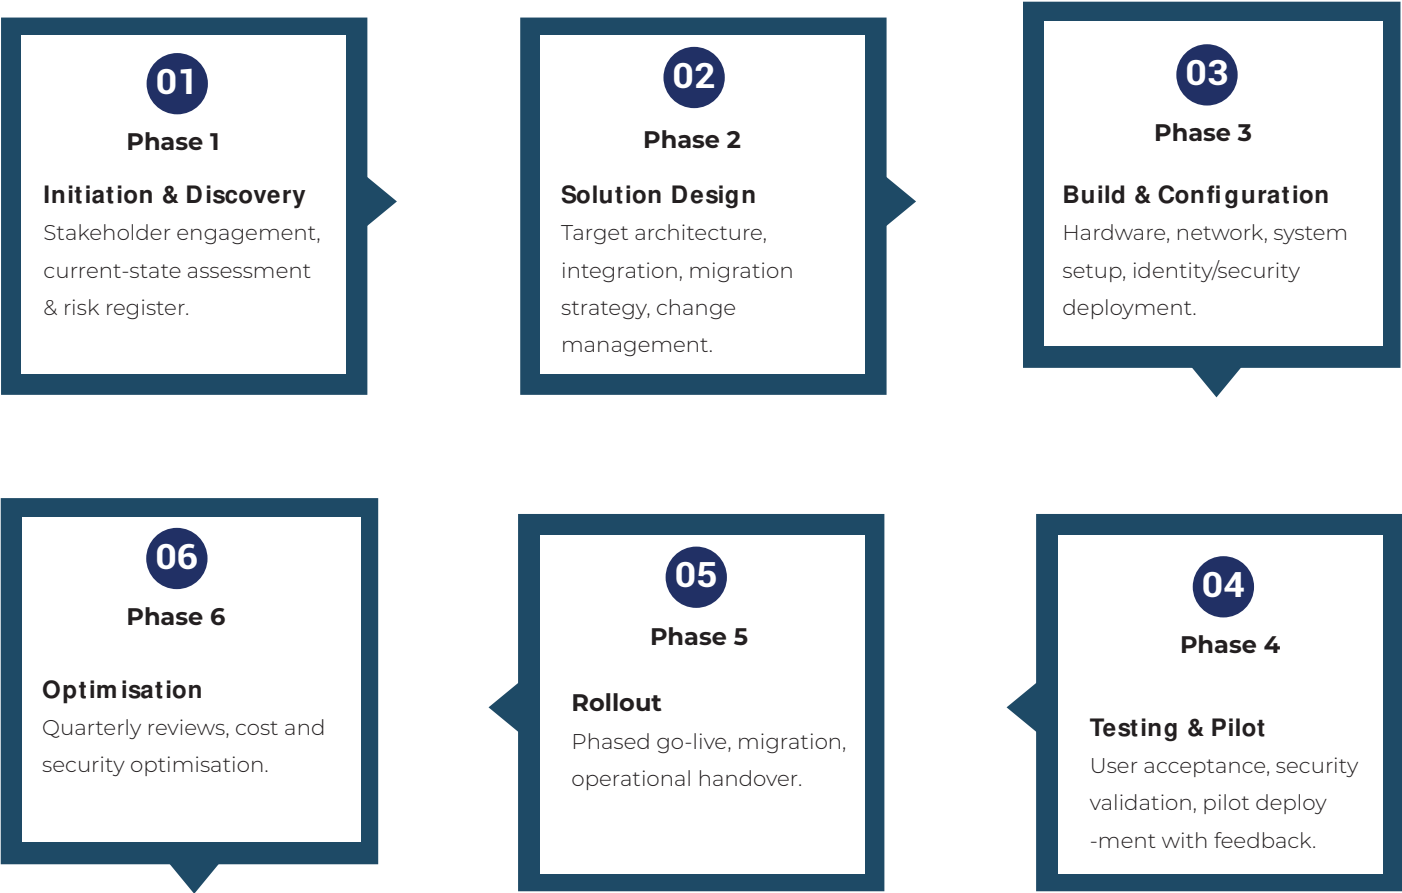 01
Phase 1
Initiation & Discovery
Stakeholder engagement,
current-state assessment
& risk register.
02
Phase 2
Solution Design
Target architecture,
integration, migration
strategy, change
management.
03
Phase 3
Build & Configuration
Hardware, network, system
setup, identity/security
deployment.
04
Phase 4
Testing & Pilot
User acceptance, security
validation, pilot deploy
-ment with feedback.
05
Phase 5
Rollout
Phased go-live, migration,
operational handover.
06
Phase 6
Optimisation
Quarterly reviews, cost and
security optimisation.